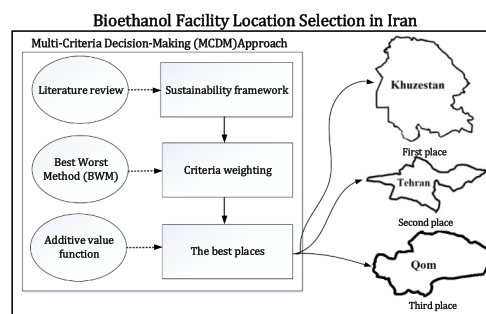 Bioethanol Facility Location Selection in Iran
Multi-Criteria Decision-Making (MCDM)Approach
Literature review
Sustainability framework
Best Worst
Method (BWM)
Criteria weighting
Additive value
function
The best places
Khuzestan
First place
Tehran
Second place
Qom
Third place